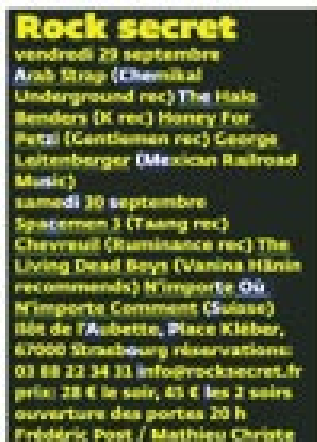 Rock secret
vendredi 29 septembre
Arab Strap (Chemikal
Underground rec) The Halo
Benders (K rec) Honey For
Petzi (Gentlemen rec) George
Leitenberger (Mexican Railroad
Music)
samedi 30 septembre
Spacemen 3 (Taang rec)
Chevreuil (Ruminance rec) The
Living Dead Boys (Vanina Hänin
recommends) N'importe Où
N'importe Comment (Suisse)
Ilôt de l'Aubette, Place Kléber,
67000 Strasbourg réservations:
03 88 22 34 31 info@rocksecret.fr
prix: 28 € le soir, 45 € les 2 soirs
ouverture des portes 20 h
Frédéric Post / Mathieu Christe